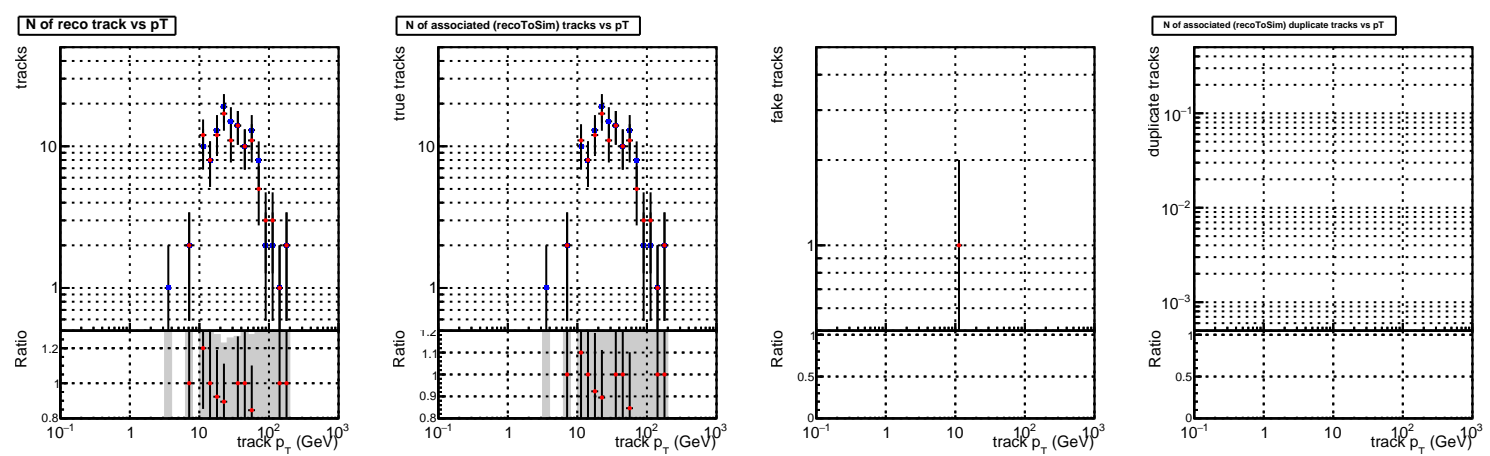 N of reco track vs pT
tracks
10
1
Ratio
1.2
1
0.8
10⁻¹ 1 10 10² 10³
track p_T (GeV)
N of associated (recoToSim) tracks vs pT
true tracks
10
1
Ratio
1.2
1.1
1
0.9
0.8
10⁻¹ 1 10 10² 10³
track p_T (GeV)
fake tracks
1
Ratio
1
0.5
0
10⁻¹ 1 10 10² 10³
track p_T (GeV)
N of associated (recoToSim) duplicate tracks vs pT
duplicate tracks
10⁻¹
10⁻²
10⁻³
Ratio
1
0.5
0
10⁻¹ 1 10 10² 10³
track p_T (GeV)